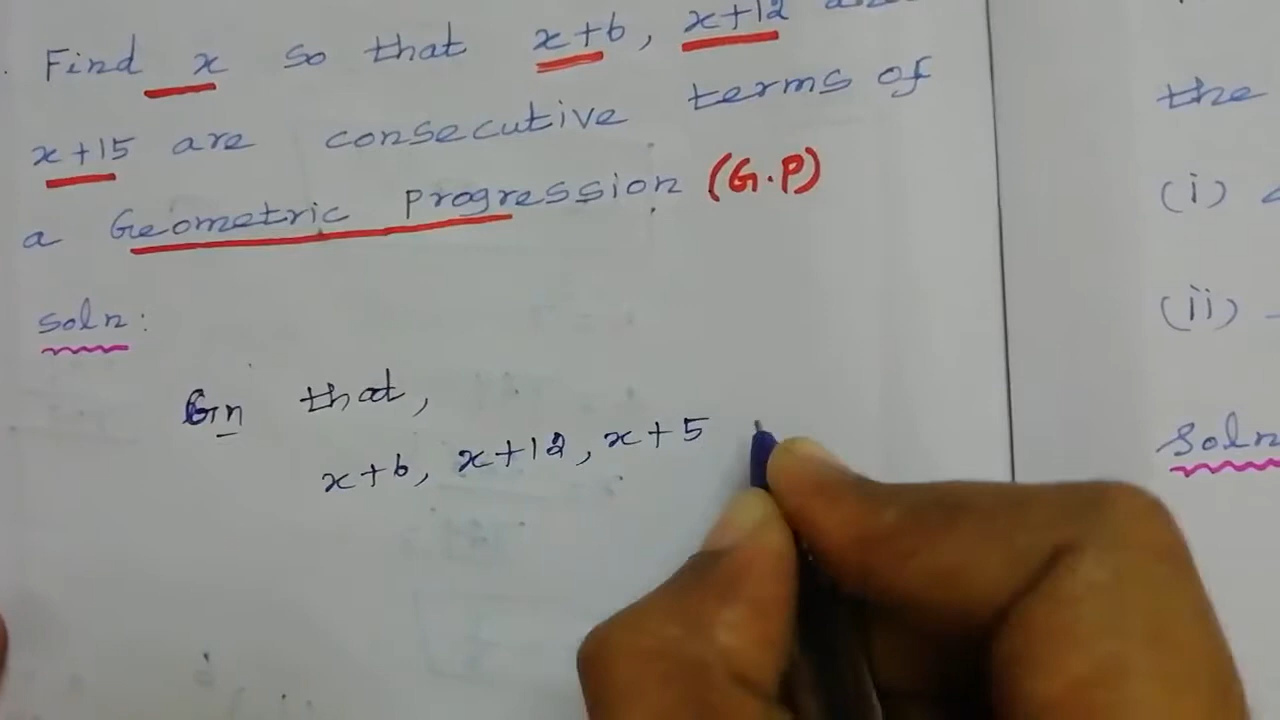 Find x so that x+6, x+12
x+15 are consecutive terms of
a Geometric Progression (G.P)
Soln:
Gn that,
x+6, x+12, x+5
the
(i)
(ii)
Soln